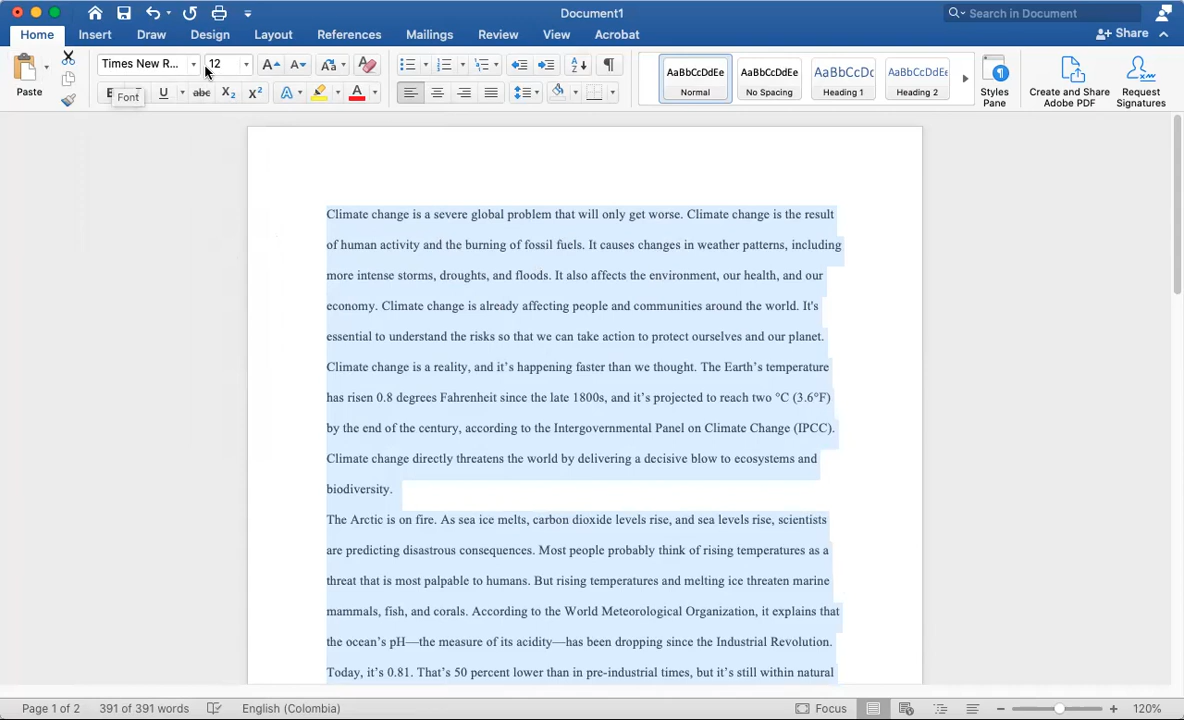 Document1
Search in Document
Home
Insert
Draw
Design
Layout
References
Mailings
Review
View
Acrobat
Share
Paste
Times New R...
12
Font
U
abc
X₂
X²
AaBbCcDdEe
Normal
AaBbCcDdEe
No Spacing
AaBbCcDc
Heading 1
AaBbCcDdEe
Heading 2
Styles
Pane
Create and Share
Adobe PDF
Request
Signatures
Climate change is a severe global problem that will only get worse. Climate change is the result
of human activity and the burning of fossil fuels. It causes changes in weather patterns, including
more intense storms, droughts, and floods. It also affects the environment, our health, and our
economy. Climate change is already affecting people and communities around the world. It's
essential to understand the risks so that we can take action to protect ourselves and our planet.
Climate change is a reality, and it’s happening faster than we thought. The Earth’s temperature
has risen 0.8 degrees Fahrenheit since the late 1800s, and it’s projected to reach two °C (3.6°F)
by the end of the century, according to the Intergovernmental Panel on Climate Change (IPCC).
Climate change directly threatens the world by delivering a decisive blow to ecosystems and
biodiversity.
The Arctic is on fire. As sea ice melts, carbon dioxide levels rise, and sea levels rise, scientists
are predicting disastrous consequences. Most people probably think of rising temperatures as a
threat that is most palpable to humans. But rising temperatures and melting ice threaten marine
mammals, fish, and corals. According to the World Meteorological Organization, it explains that
the ocean’s pH—the measure of its acidity—has been dropping since the Industrial Revolution.
Today, it’s 0.81. That’s 50 percent lower than in pre-industrial times, but it’s still within natural
Page 1 of 2
391 of 391 words
English (Colombia)
Focus
120%